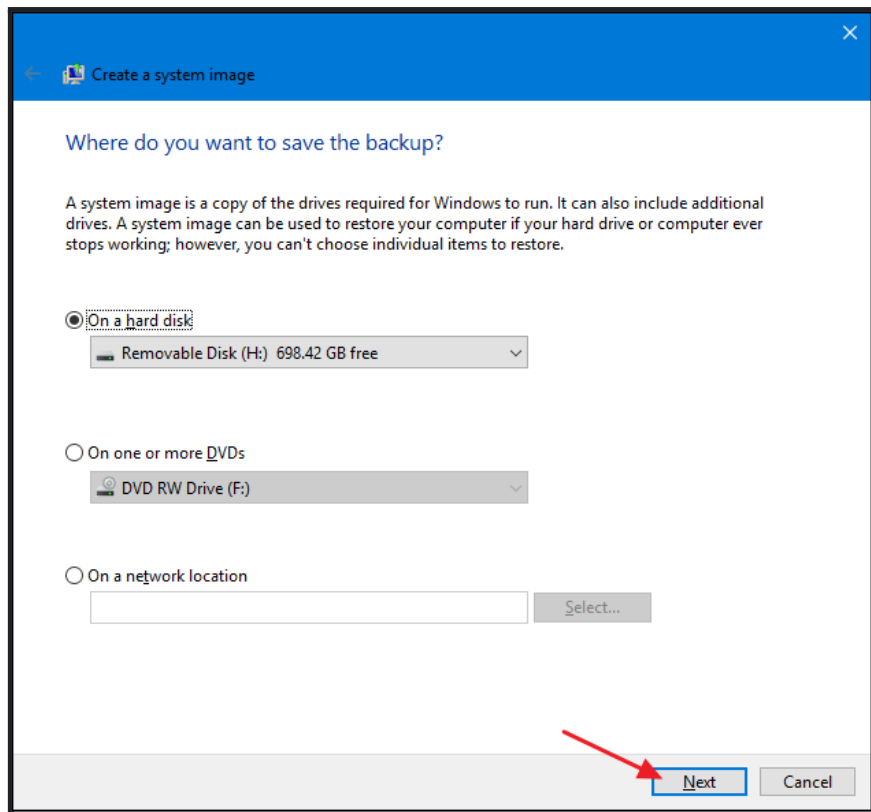 Create a system image
Where do you want to save the backup?
A system image is a copy of the drives required for Windows to run. It can also include additional
drives. A system image can be used to restore your computer if your hard drive or computer ever
stops working; however, you can't choose individual items to restore.
On a hard disk
Removable Disk (H:)  698.42 GB free
On one or more DVDs
DVD RW Drive (F:)
On a network location
Select...
Next
Cancel